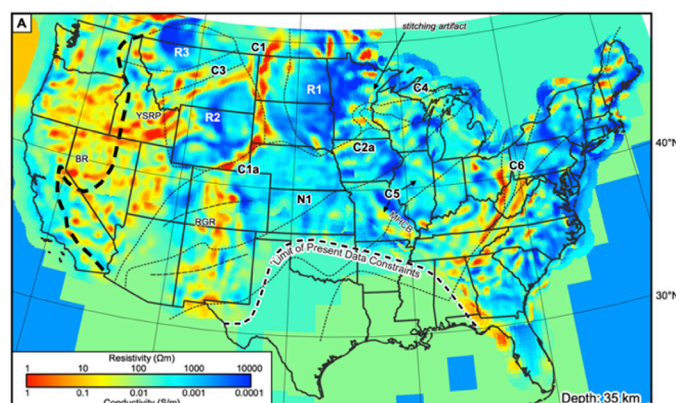 A
stitching artifact
R3
C1
C3
C4
R1
YSRP
R2
40°N
C2a
BR
C1a
C6
N1
C5
MmCB
RGR
Limit of Present Data Constraints
30°N
Resistivity (Ωm)
1 10 100 1000 10000
1 0.1 0.01 0.001 0.0001
Conductivity (S/m)
Depth: 35 km